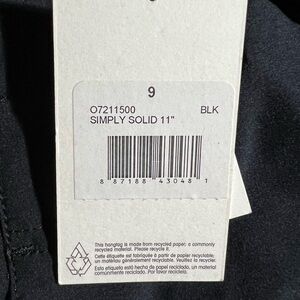 9
O7211500 BLK
SIMPLY SOLID 11"
8 87188 43048 1
This hangtag is made from recycled paper; a commonly
recycled material. Please recycle it.
Cette étiquette est fabriquée à partir de papier recyclé;
un matériau généralement recyclable. Veuillez la recycler.
Esta etiqueta está hecho de papel reciclado, un material
comúnmente reciclado. Por favor, recíclelo.